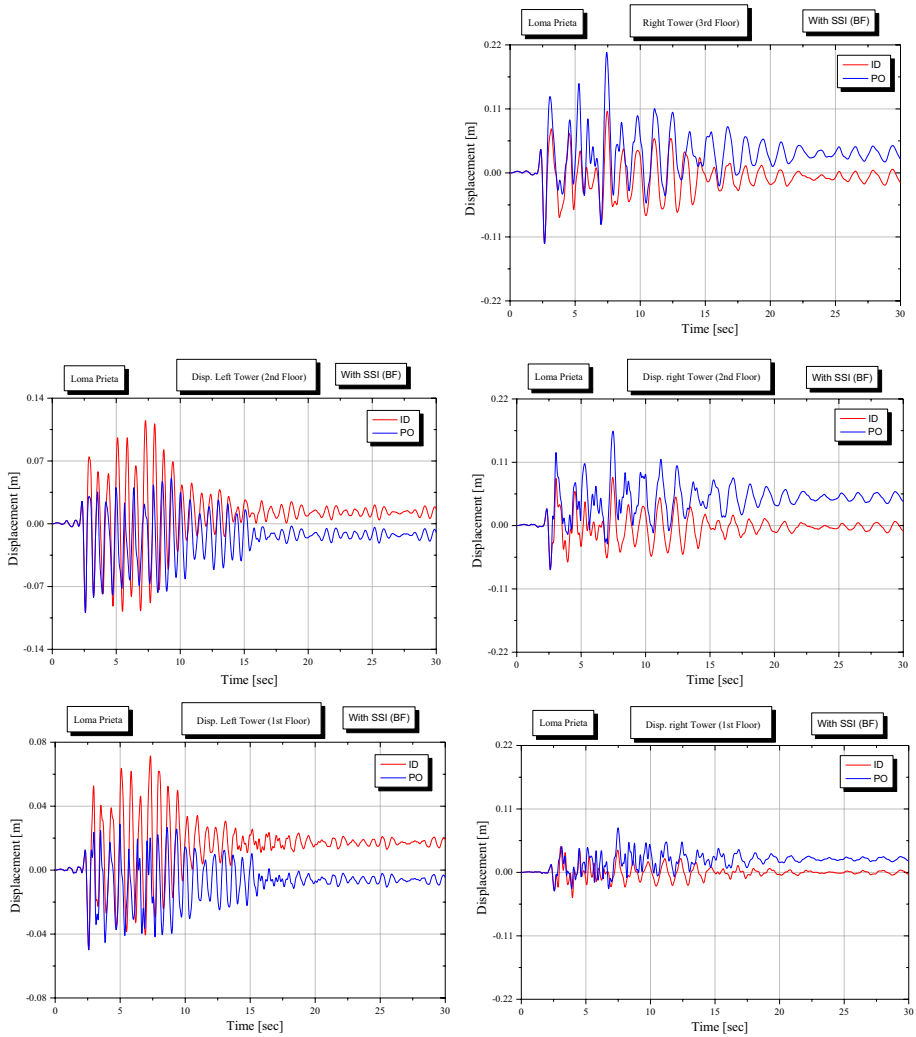 Loma Prieta
Right Tower (3rd Floor)
With SSI (BF)
0.22
0.11
0.00
-0.11
-0.22
Displacement [m]
ID
PO
0 5 10 15 20 25 30
Time [sec]
Loma Prieta
Disp. Left Tower (2nd Floor)
With SSI (BF)
0.14
0.07
0.00
-0.07
-0.14
Displacement [m]
ID
PO
0 5 10 15 20 25 30
Time [sec]
Loma Prieta
Disp. right Tower (2nd Floor)
With SSI (BF)
0.22
0.11
0.00
-0.11
-0.22
Displacement [m]
ID
PO
0 5 10 15 20 25 30
Time [sec]
Loma Prieta
Disp. Left Tower (1st Floor)
With SSI (BF)
0.08
0.04
0.00
-0.04
-0.08
Displacement [m]
ID
PO
0 5 10 15 20 25 30
Time [sec]
Loma Prieta
Disp. right Tower (1st Floor)
With SSI (BF)
0.22
0.11
0.00
-0.11
-0.22
Displacement [m]
ID
PO
0 5 10 15 20 25 30
Time [sec]